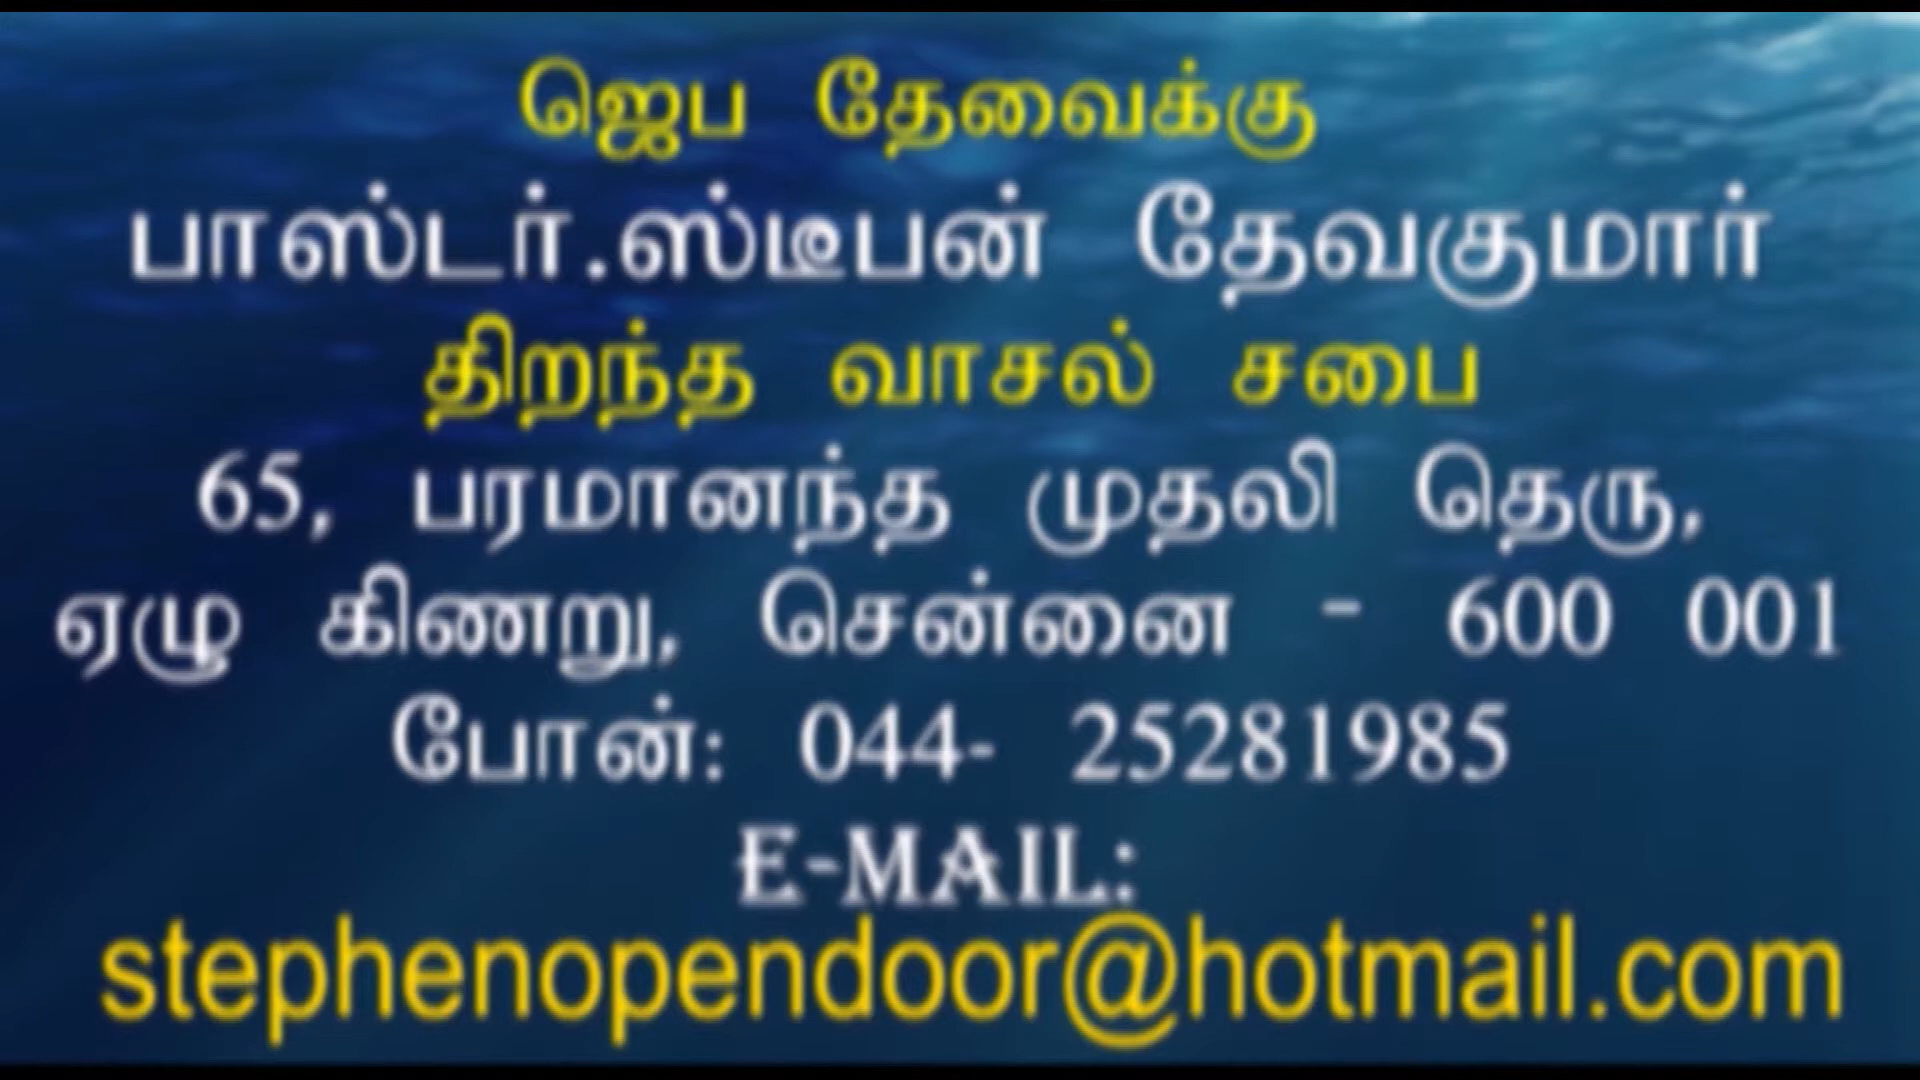 ஜெப தேவைக்கு
பாஸ்டர்.ஸ்டீபன் தேவகுமார்
திறந்த வாசல் சபை
65, பரமானந்த முதலி தெரு,
ஏழு கிணறு, சென்னை - 600 001
போன்: 044- 25281985
E-MAIL:
stephenopendoor@hotmail.com